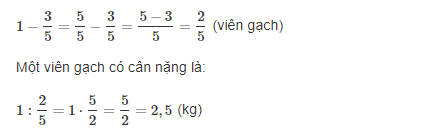 1 − 3/5 = 5/5 − 3/5 = (5 − 3)/5 = 2/5 (viên gạch)
Một viên gạch có cân nặng là:
1 : 2/5 = 1 · 5/2 = 5/2 = 2,5 (kg)